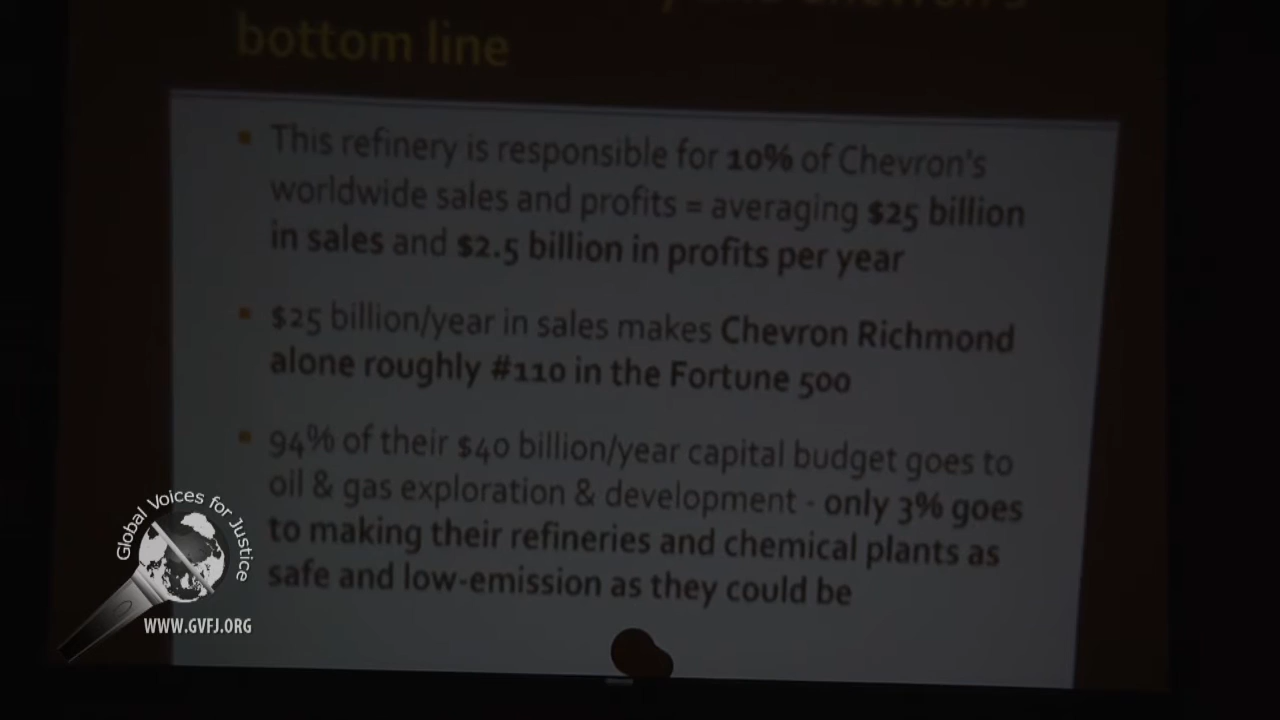 Chevron's
bottom line
This refinery is responsible for 10% of Chevron's
worldwide sales and profits = averaging $25 billion
in sales and $2.5 billion in profits per year
$25 billion/year in sales makes Chevron Richmond
alone roughly #110 in the Fortune 500
94% of their $40 billion/year capital budget goes to
oil & gas exploration & development - only 3% goes
to making their refineries and chemical plants as
safe and low-emission as they could be
Global Voices for Justice
WWW.GVFJ.ORG